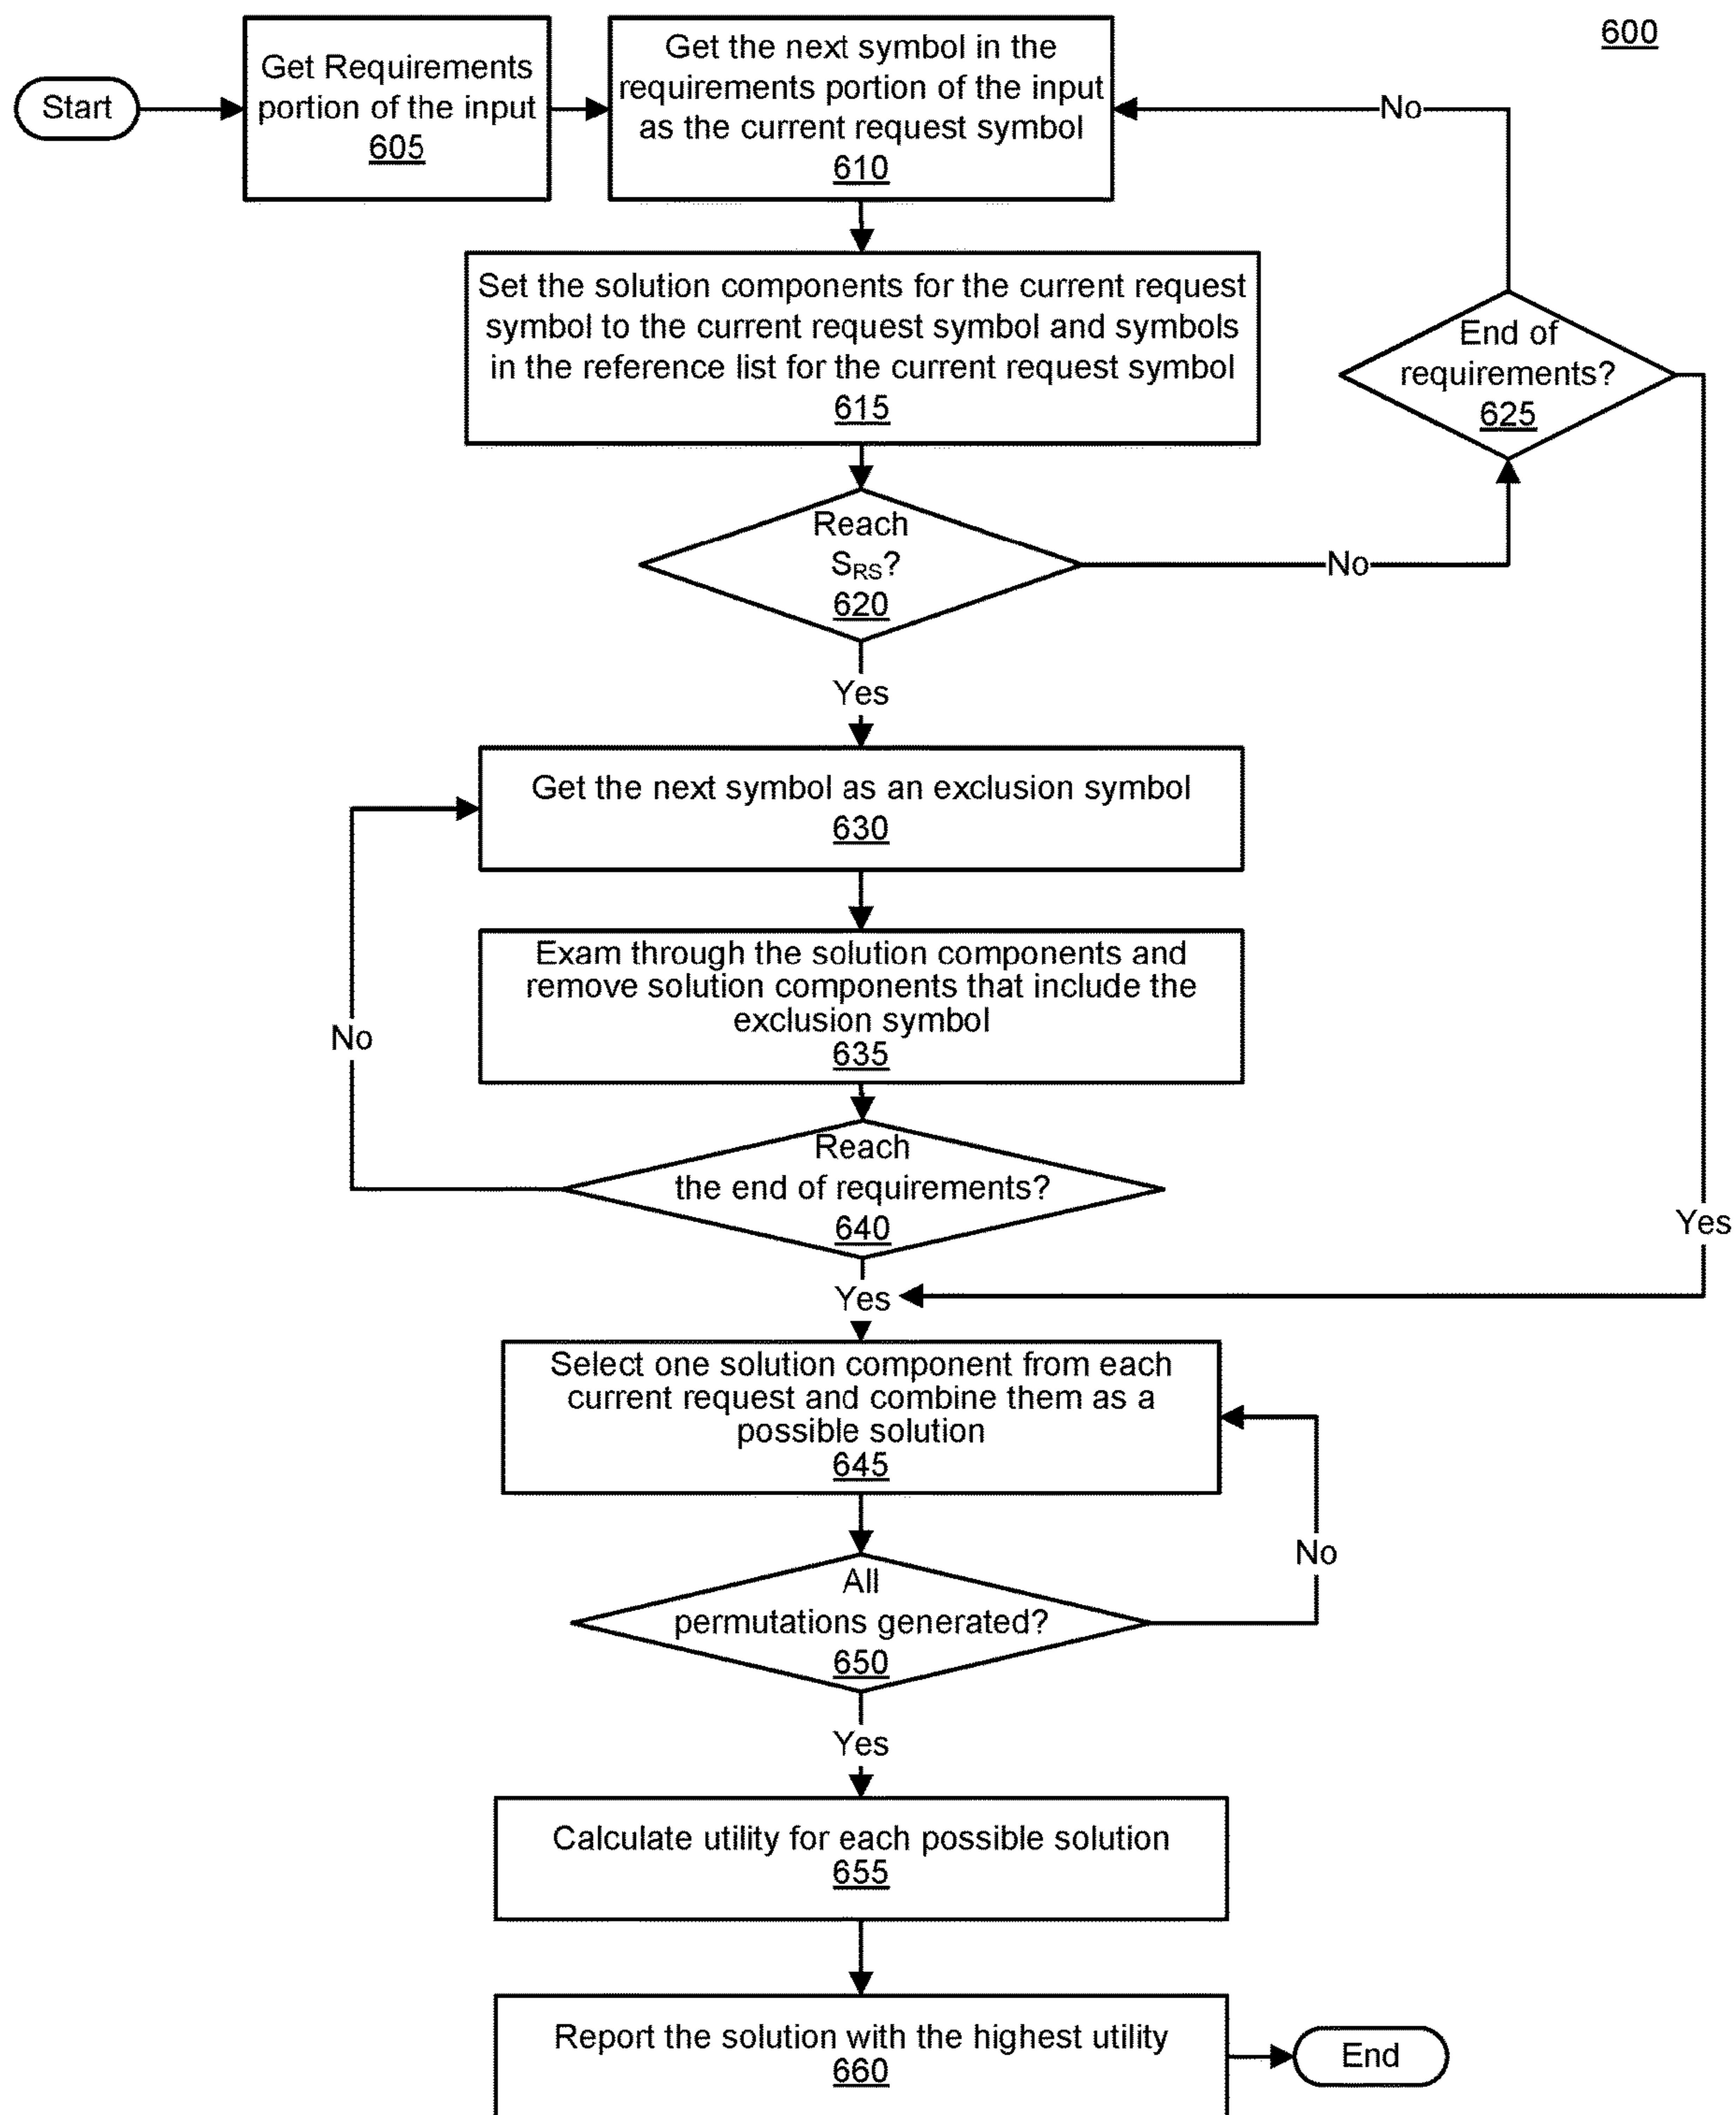 600
Start
Get Requirements
portion of the input
605
Get the next symbol in the
requirements portion of the input
as the current request symbol
610
No
Set the solution components for the current request
symbol to the current request symbol and symbols
in the reference list for the current request symbol
615
End of
requirements?
625
Reach
SRS?
620
No
Yes
Get the next symbol as an exclusion symbol
630
Exam through the solution components and
remove solution components that include the
exclusion symbol
635
No
Reach
the end of requirements?
640
Yes
Yes
Select one solution component from each
current request and combine them as a
possible solution
645
No
All
permutations generated?
650
Yes
Calculate utility for each possible solution
655
Report the solution with the highest utility
660
End